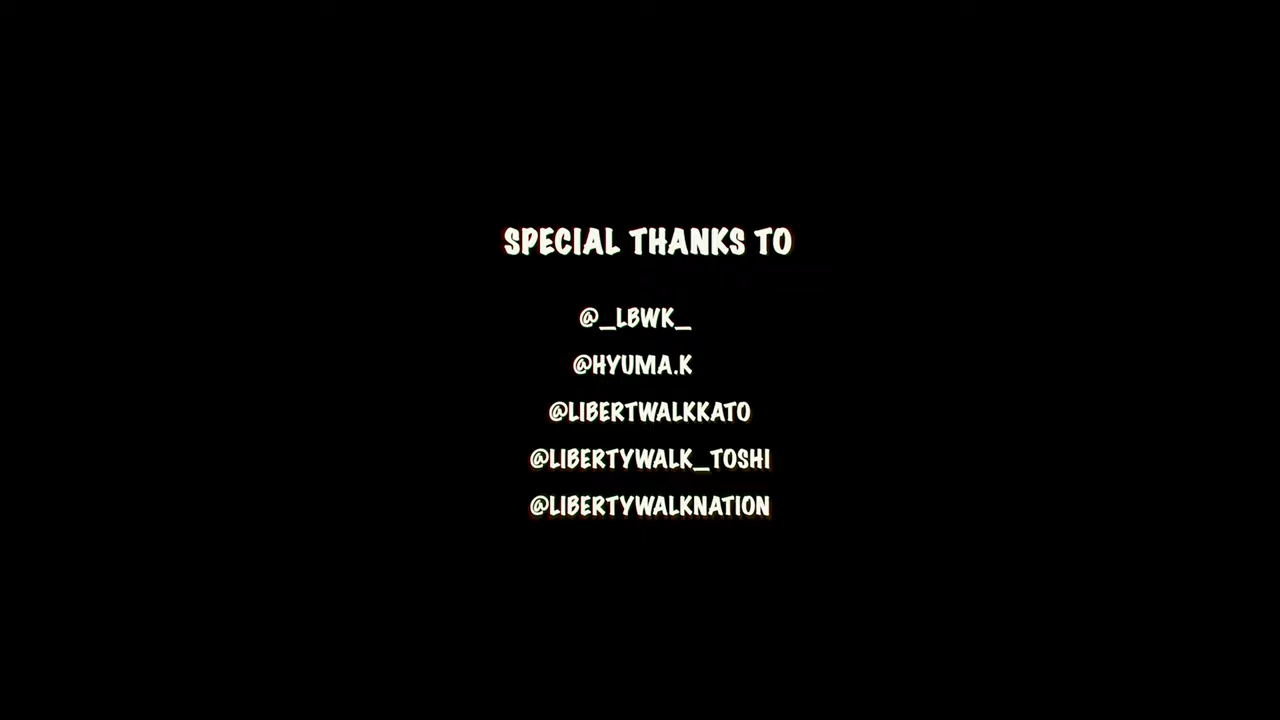 SPECIAL THANKS TO
@_LBWK_
@HYUMA.K
@LIBERTWALKKATO
@LIBERTYWALK_TOSHI
@LIBERTYWALKNATION